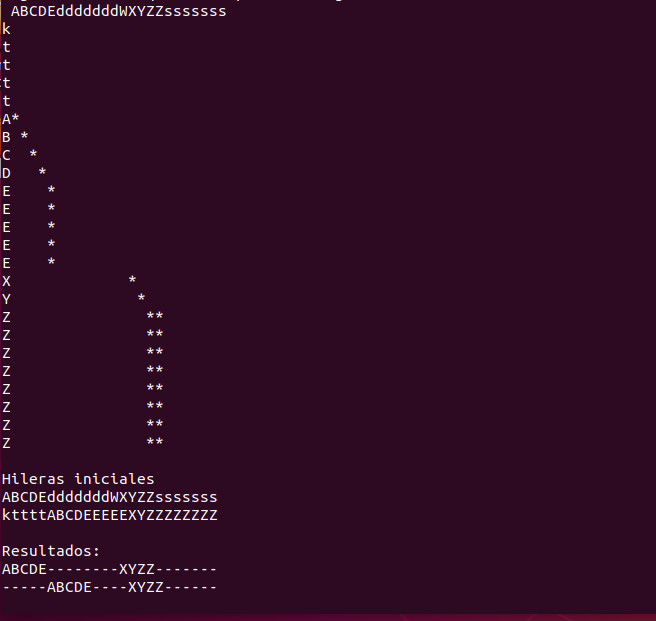 ABCDEdddddddWXYZZsssssss
k
t
t
t
t
A*
B *
C  *
D   *
E    *
E    *
E    *
E    *
E    *
X             *
Y              *
Z               **
Z               **
Z               **
Z               **
Z               **
Z               **
Z               **
Z               **
Hileras iniciales
ABCDEdddddddWXYZZsssssss
kttttABCDEEEEEXYZZZZZZZZ
Resultados:
ABCDE--------XYZZ-------
-----ABCDE----XYZZ------